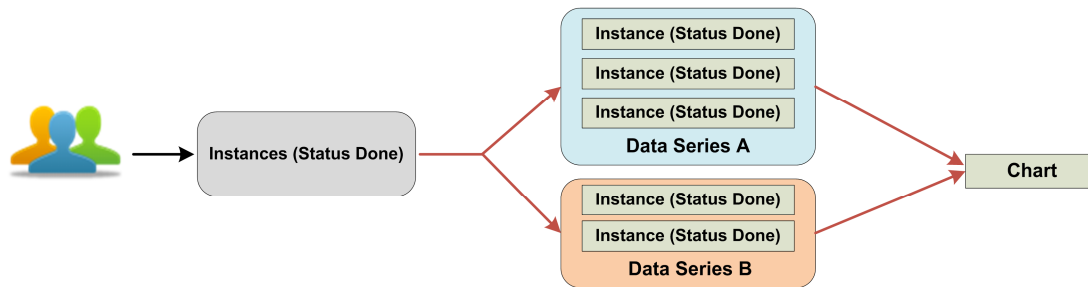 Instances (Status Done)
Instance (Status Done)
Instance (Status Done)
Instance (Status Done)
Data Series A
Instance (Status Done)
Instance (Status Done)
Data Series B
Chart